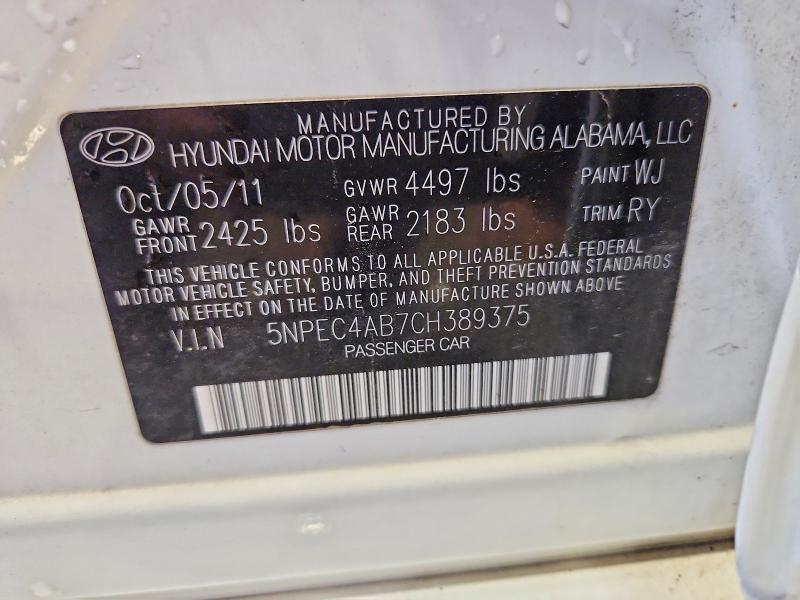 MANUFACTURED BY
HYUNDAI MOTOR MANUFACTURING ALABAMA, LLC
Oct/05/11 GVWR 4497 lbs PAINT WJ
GAWR FRONT 2425 lbs GAWR REAR 2183 lbs TRIM RY
THIS VEHICLE CONFORMS TO ALL APPLICABLE U.S.A. FEDERAL
MOTOR VEHICLE SAFETY, BUMPER, AND THEFT PREVENTION STANDARDS
IN EFFECT ON THE DATE OF MANUFACTURE SHOWN ABOVE.
V.I.N 5NPEC4AB7CH389375
PASSENGER CAR